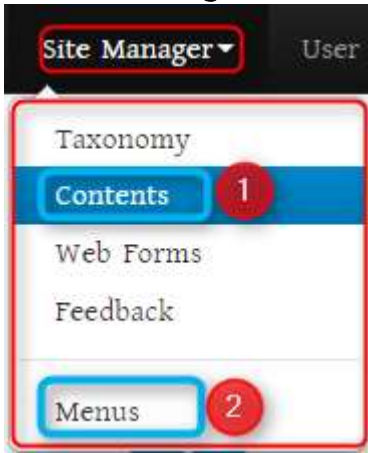 Site Manager User
Taxonomy
Contents 1
Web Forms
Feedback
Menus 2